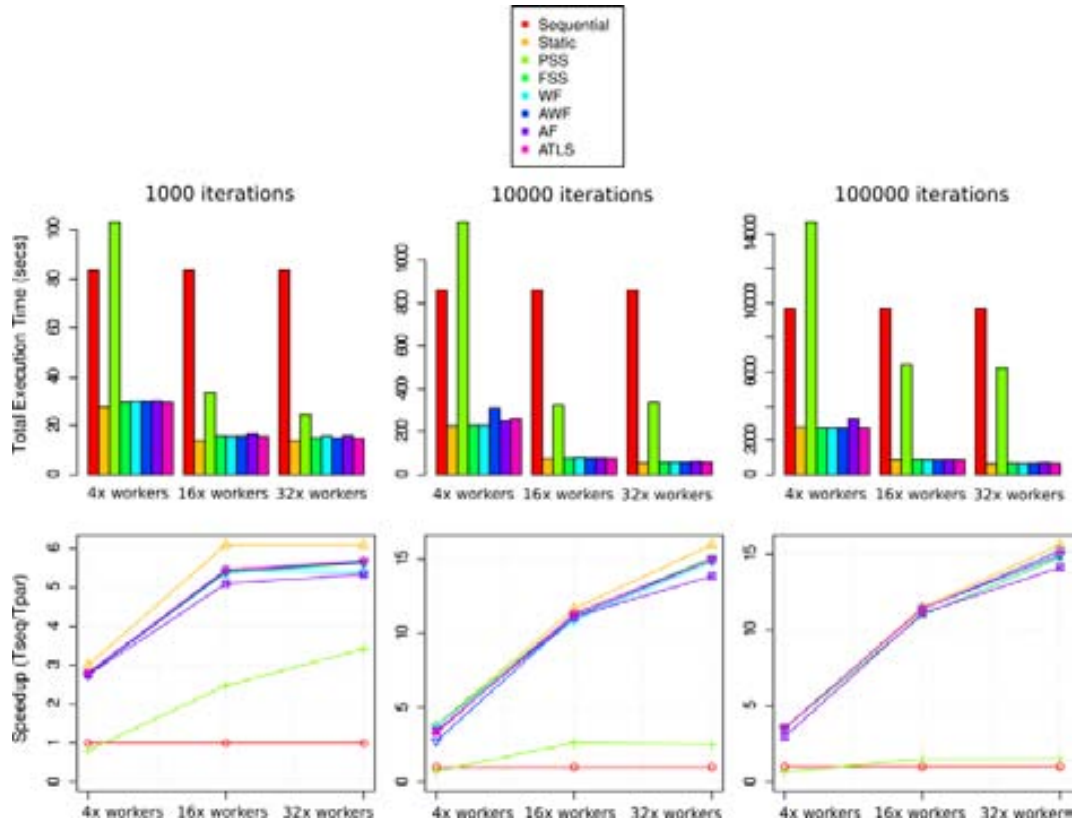 Sequential
Static
PSS
FSS
WF
AWF
AF
ATLS
1000 iterations
10000 iterations
100000 iterations
Total Execution Time (secs)
0 20 40 60 80 100
0 200 400 600 800 1000
0 2000 6000 10000 14000
4x workers 16x workers 32x workers
4x workers 16x workers 32x workers
4x workers 16x workers 32x workers
Speedup (Tseq/Tpar)
0 1 2 3 4 5 6
0 5 10 15
0 5 10 15
4x workers 16x workers 32x workers
4x workers 16x workers 32x workers
4x workers 16x workers 32x workers